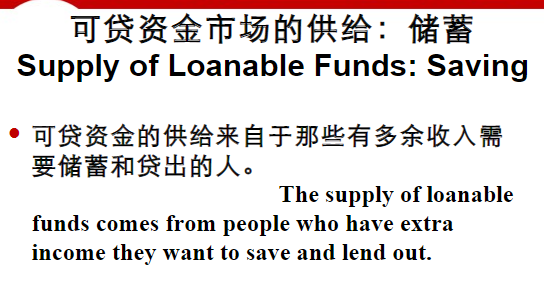 可贷资金市场的供给：储蓄
Supply of Loanable Funds: Saving
• 可贷资金的供给来自于那些有多余收入需
要储蓄和贷出的人。
The supply of loanable
funds comes from people who have extra
income they want to save and lend out.